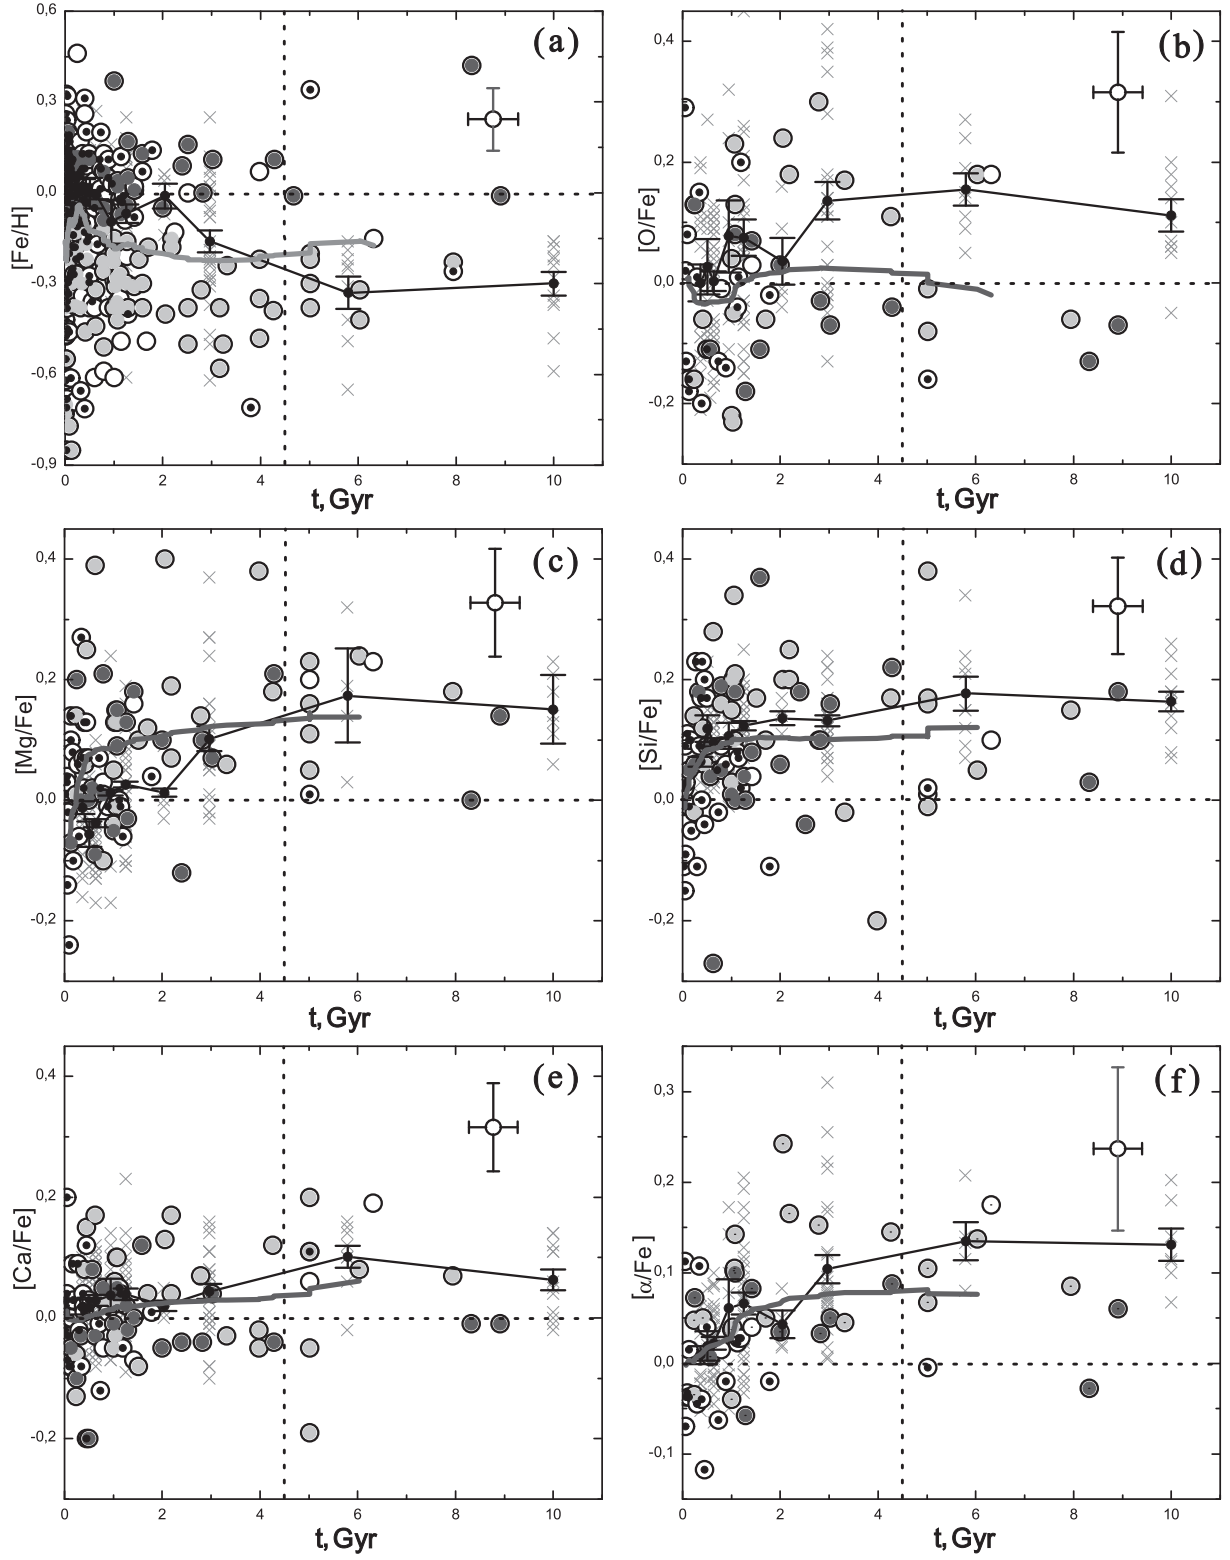 0,6
0,3
0,0
-0,3
-0,6
-0,9
[Fe/H]
(a)
0 2 4 6 8 10
t, Gyr
0,4
0,2
0,0
-0,2
[O/Fe]
(b)
0 2 4 6 8 10
t, Gyr
0,4
0,2
0,0
-0,2
[Mg/Fe]
(c)
0 2 4 6 8 10
t, Gyr
0,4
0,2
0,0
-0,2
[Si/Fe]
(d)
0 2 4 6 8 10
t, Gyr
0,4
0,2
0,0
-0,2
[Ca/Fe]
(e)
0 2 4 6 8 10
t, Gyr
0,3
0,2
0,1
0,0
-0,1
[α/Fe]
(f)
0 2 4 6 8 10
t, Gyr